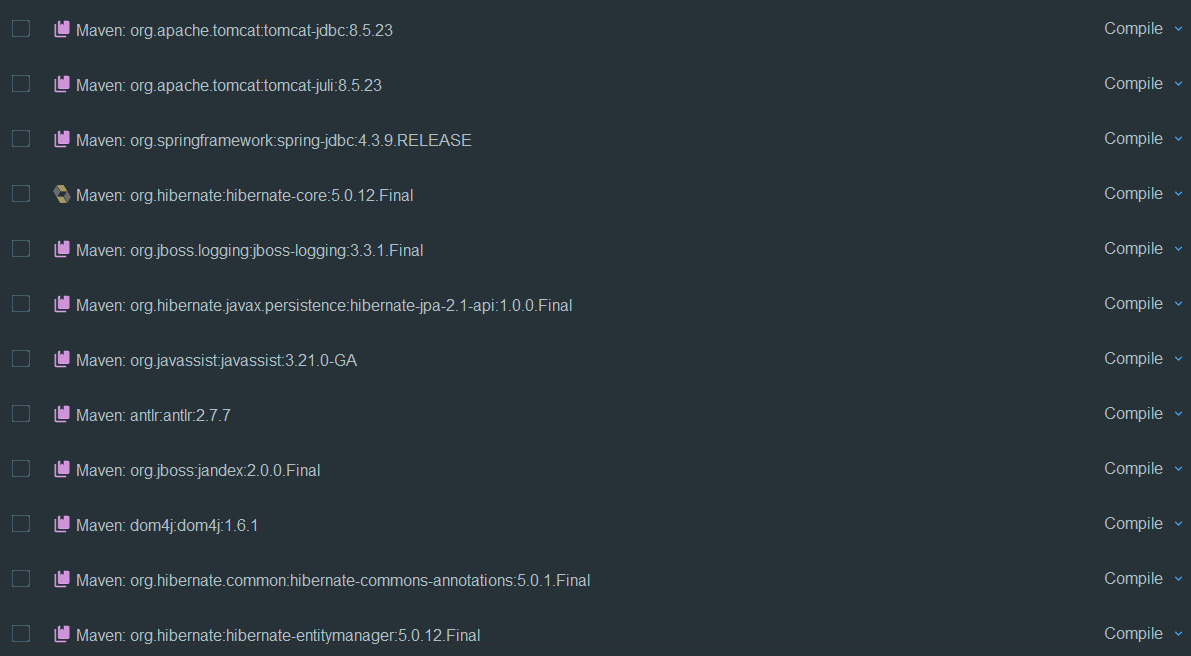 Maven: org.apache.tomcat:tomcat-jdbc:8.5.23 Compile
Maven: org.apache.tomcat:tomcat-juli:8.5.23 Compile
Maven: org.springframework:spring-jdbc:4.3.9.RELEASE Compile
Maven: org.hibernate:hibernate-core:5.0.12.Final Compile
Maven: org.jboss.logging:jboss-logging:3.3.1.Final Compile
Maven: org.hibernate.javax.persistence:hibernate-jpa-2.1-api:1.0.0.Final Compile
Maven: org.javassist:javassist:3.21.0-GA Compile
Maven: antlr:antlr:2.7.7 Compile
Maven: org.jboss:jandex:2.0.0.Final Compile
Maven: dom4j:dom4j:1.6.1 Compile
Maven: org.hibernate.common:hibernate-commons-annotations:5.0.1.Final Compile
Maven: org.hibernate:hibernate-entitymanager:5.0.12.Final Compile